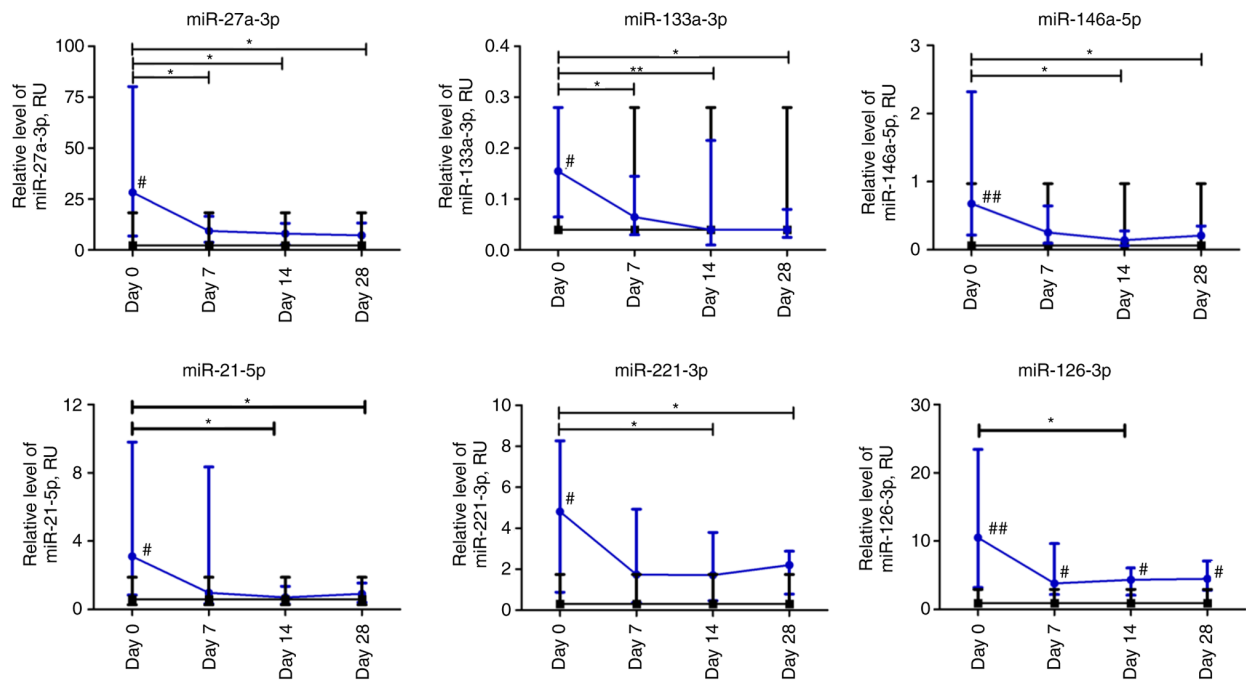 miR-27a-3p
Relative level of
miR-27a-3p, RU
100
75
50
25
0
*
*
*
#
Day 0
Day 7
Day 14
Day 28
miR-133a-3p
Relative level of
miR-133a-3p, RU
0.4
0.3
0.2
0.1
0.0
*
**
*
#
Day 0
Day 7
Day 14
Day 28
miR-146a-5p
Relative level of
miR-146a-5p, RU
3
2
1
0
*
*
##
Day 0
Day 7
Day 14
Day 28
miR-21-5p
Relative level of
miR-21-5p, RU
12
8
4
0
*
*
#
Day 0
Day 7
Day 14
Day 28
miR-221-3p
Relative level of
miR-221-3p, RU
10
8
6
4
2
0
*
*
#
Day 0
Day 7
Day 14
Day 28
miR-126-3p
Relative level of
miR-126-3p, RU
30
20
10
0
*
##
#
#
#
Day 0
Day 7
Day 14
Day 28